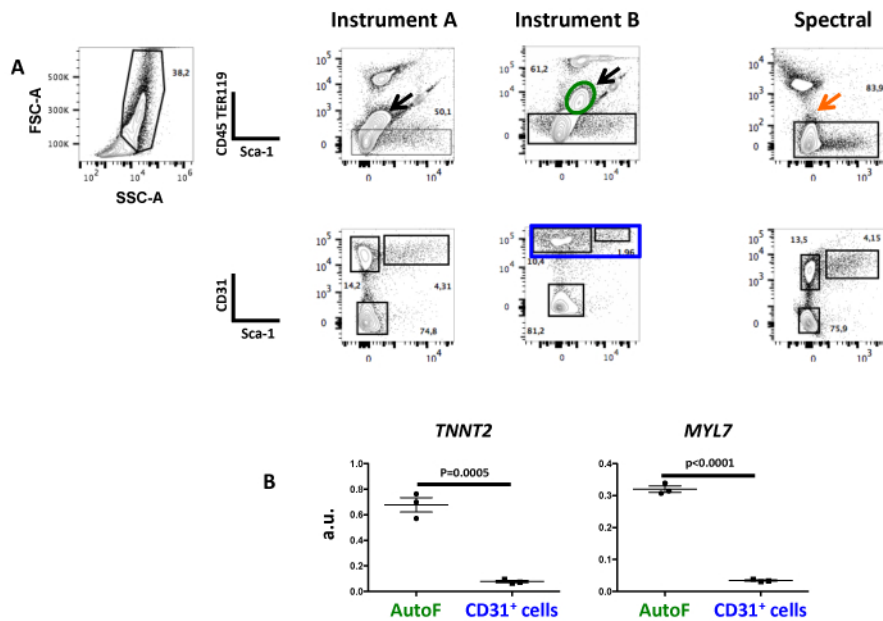 Instrument A Instrument B Spectral
A
FSC-A
500K
300K
100K
38,2
10² 10⁴ 10⁶
SSC-A
CD45 TER119
Sca-1
10⁵
10⁴
10³
0
50,1
0 10⁴
61,2
10⁵
10⁴
10³
0
0 10⁴
83,9
10⁴
10³
10²
0
0 10³
CD31
Sca-1
10⁵
10⁴
10³
0
14,2 4,31
74,8
0 10⁴
10⁵
10⁴
10³
0
10,4 1,96
81,2
0 10⁴
13,5 4,15
10⁴
10³
10²
0
75,9
0 10³
B
TNNT2 MYL7
a.u.
1.0
0.8
0.6
0.4
0.2
0.0
P=0.0005
AutoF CD31⁺ cells
0.4
0.3
0.2
0.1
0.0
p<0.0001
AutoF CD31⁺ cells